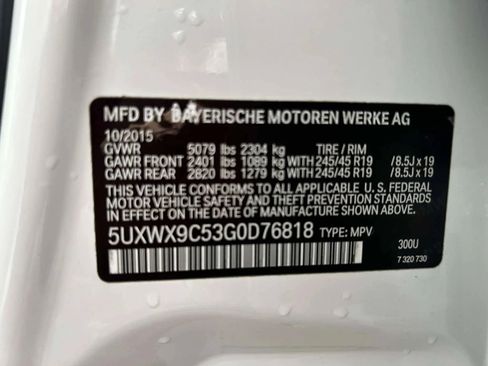 MFD BY BAYERISCHE MOTOREN WERKE AG
10/2015
GVWR 5079 lbs 2304 kg TIRE / RIM
GAWR FRONT 2401 lbs 1089 kg WITH 245/45 R19 / 8.5J x 19
GAWR REAR 2820 lbs 1279 kg WITH 245/45 R19 / 8.5J x 19
THIS VEHICLE CONFORMS TO ALL APPLICABLE U. S. FEDERAL
MOTOR VEHICLE SAFETY AND THEFT PREVENTION STANDARDS
IN EFFECT ON THE DATE OF MANUFACTURE SHOWN ABOVE.
5UXWX9C53G0D76818 TYPE: MPV
300U
7 320 730